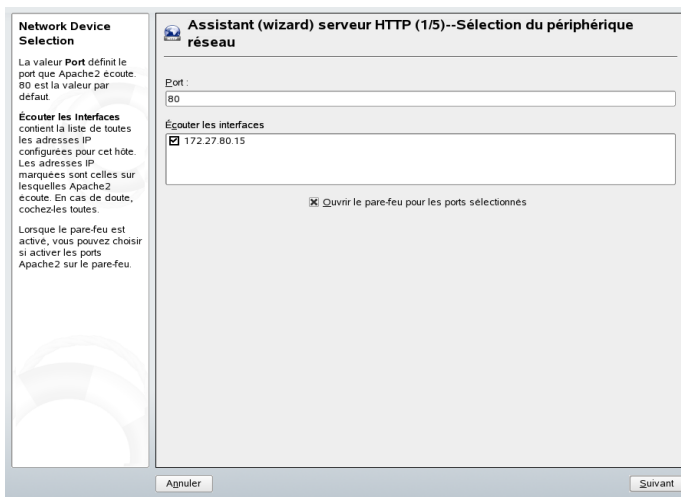 Network Device
Selection
La valeur Port définit le
port que Apache2 écoute.
80 est la valeur par
défaut.
Écouter les Interfaces
contient la liste de toutes
les adresses IP
configurées pour cet hôte.
Les adresses IP
marquées sont celles sur
lesquelles Apache2
écoute. En cas de doute,
cochez-les toutes.
Lorsque le pare-feu est
activé, vous pouvez choisir
si activer les ports
Apache2 sur le pare-feu.
Assistant (wizard) serveur HTTP (1/5)--Sélection du périphérique
réseau
Port :
80
Écouter les interfaces
172.27.80.15
Ouvrir le pare-feu pour les ports sélectionnés
Annuler
Suivant